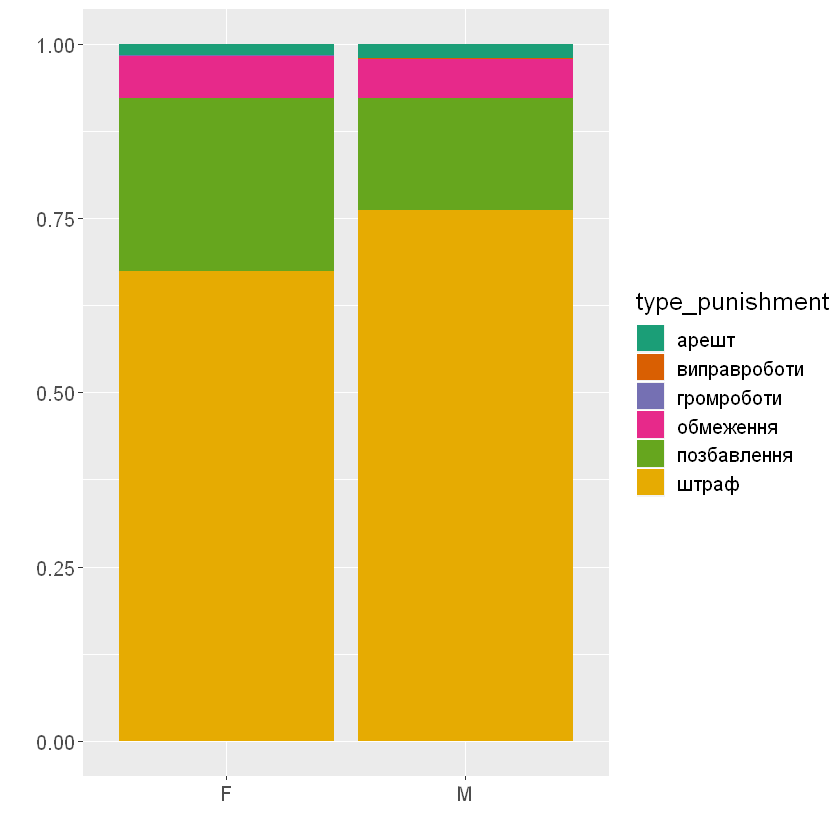 1.00
0.75
0.50
0.25
0.00
F
M
type_punishment
арешт
виправроботи
громроботи
обмеження
позбавлення
штраф